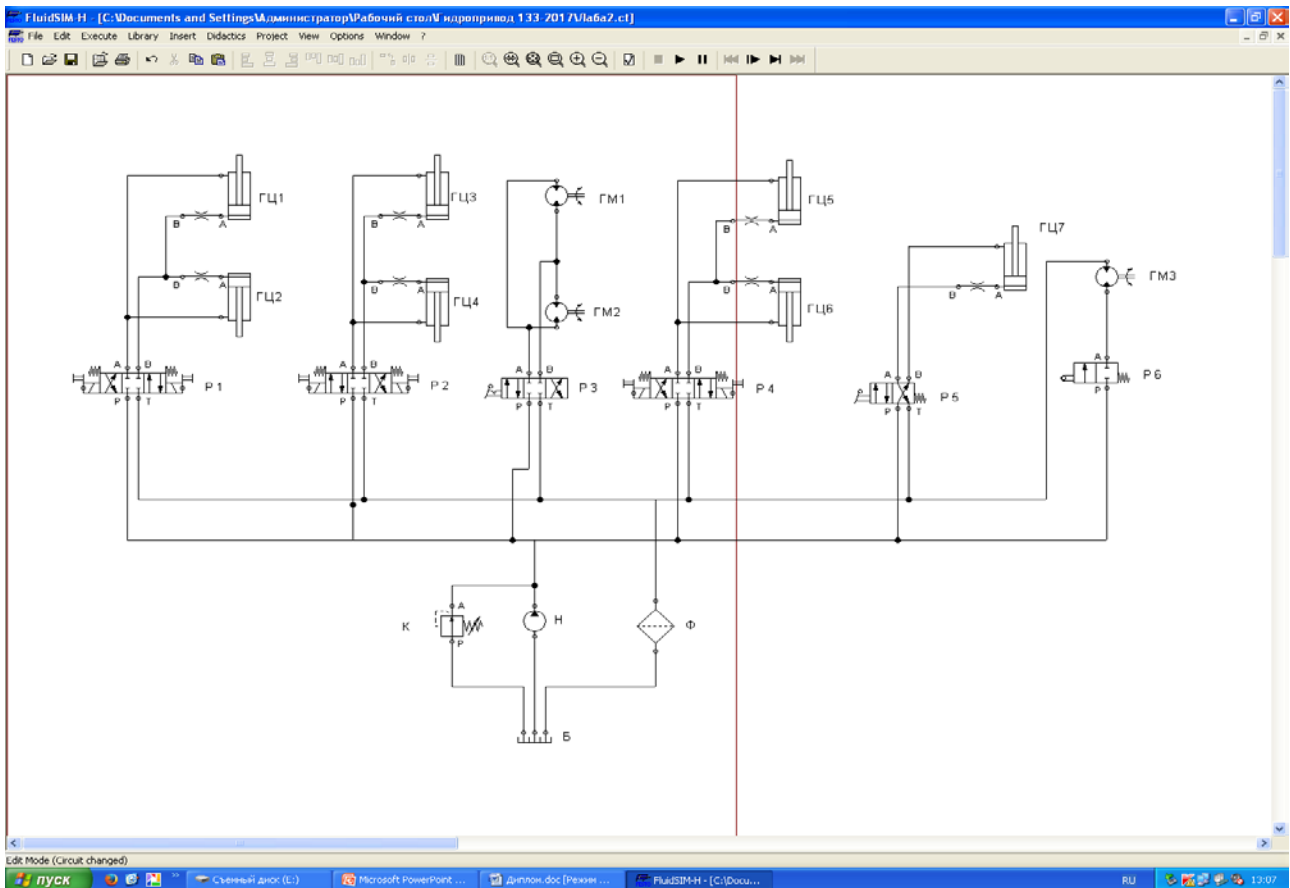 FluidSIM-H - [C:\Documents and Settings\Администратор\Рабочий стол\Гидропривод 133-2017\Лаба2.ct]
File Edit Execute Library Insert Didactics Project View Options Window ?
ГЦ1
B A
B A
ГЦ2
A B
P T
P 1
ГЦ3
B A
B A
ГЦ4
A B
P T
P 2
ГМ1
ГМ2
A B
P T
P 3
ГЦ5
B A
B A
ГЦ6
A B
P T
P 4
ГЦ7
B A
A B
P T
P 5
ГМ3
A
P
P 6
К
A
P
Н
Ф
Б
Edit Mode (Circuit changed)
пуск
Съемный диск (E:)
Microsoft PowerPoint ...
Диплом.doc [Режим ...
FluidSIM-H - [C:\Docu...
RU
13:07